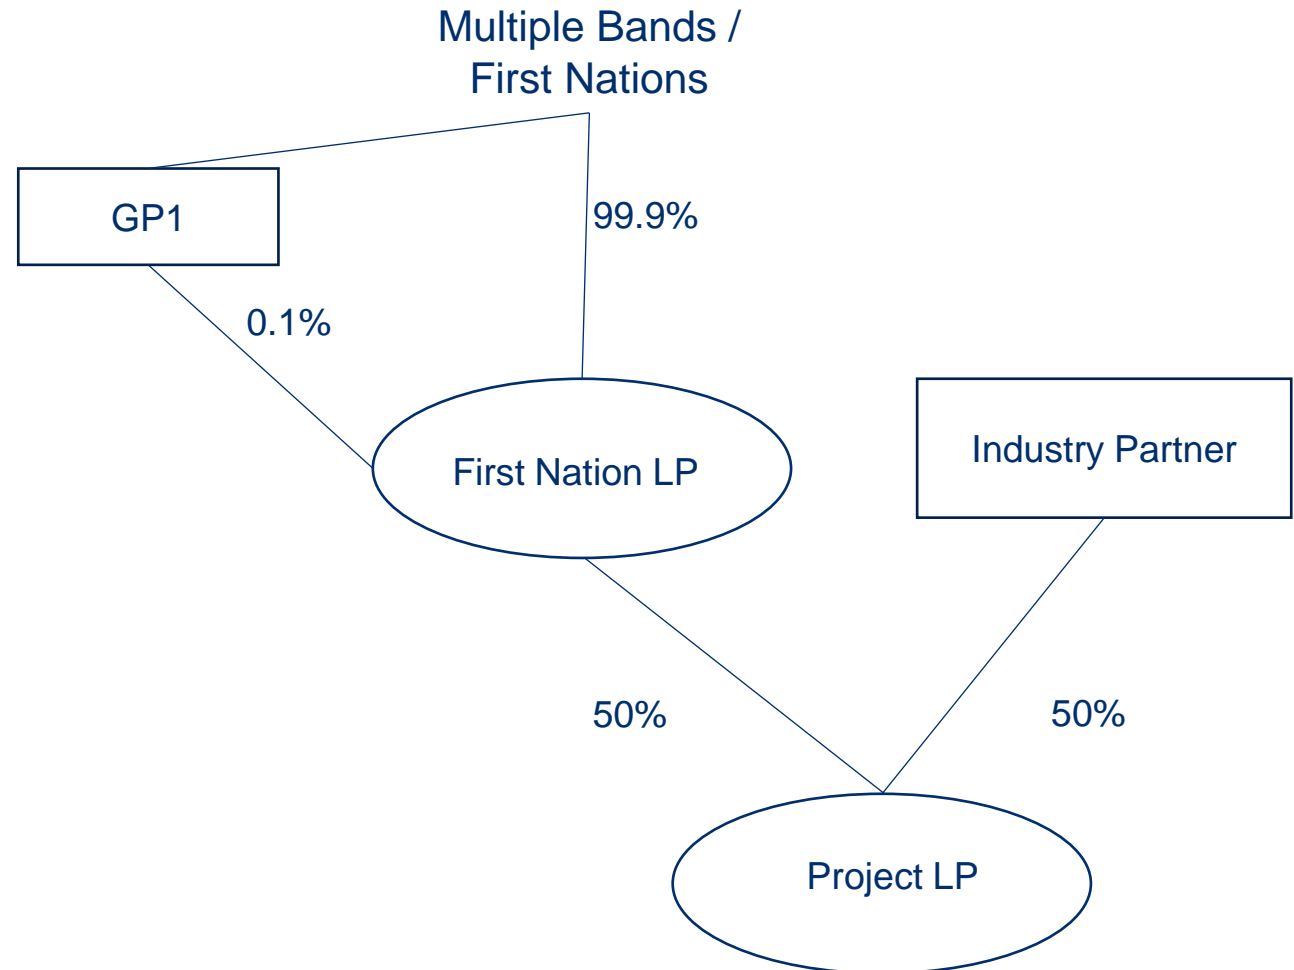 Multiple Bands /
First Nations
GP1
99.9%
0.1%
First Nation LP
Industry Partner
50%
50%
Project LP